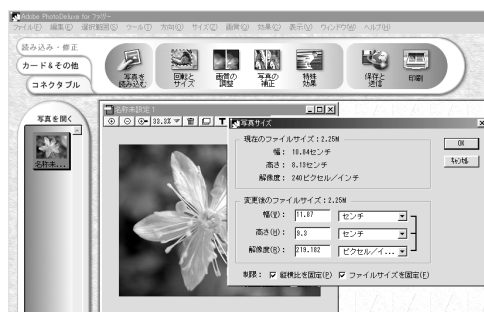 Adobe PhotoDeluxe for ファミリー
ファイル(F) 編集(E) 選択範囲(S) ツール(T) 方向(O) サイズ(Z) 画質(Q) 効果(C) 表示(V) ウィンドウ(W) ヘルプ(H)
読み込み・修正
カード&その他
コネクタブル
写真を
読み込む
回転と
サイズ
画質の
調整
写真の
補正
特殊
効果
保存と
送信
印刷
写真を開く
名称未...
名称未設定 1
33.3%
写真サイズ
現在のファイルサイズ：2.25M
幅： 10.84センチ
高さ： 8.13センチ
解像度： 240ピクセル／インチ
OK
キャンセル
変更後のファイルサイズ：2.25M
幅(W)： 11.87 センチ
高さ(H)： 8.9 センチ
解像度(R)： 219.182 ピクセル／イ...
制限： 縦横比を固定(P) ファイルサイズを固定(F)